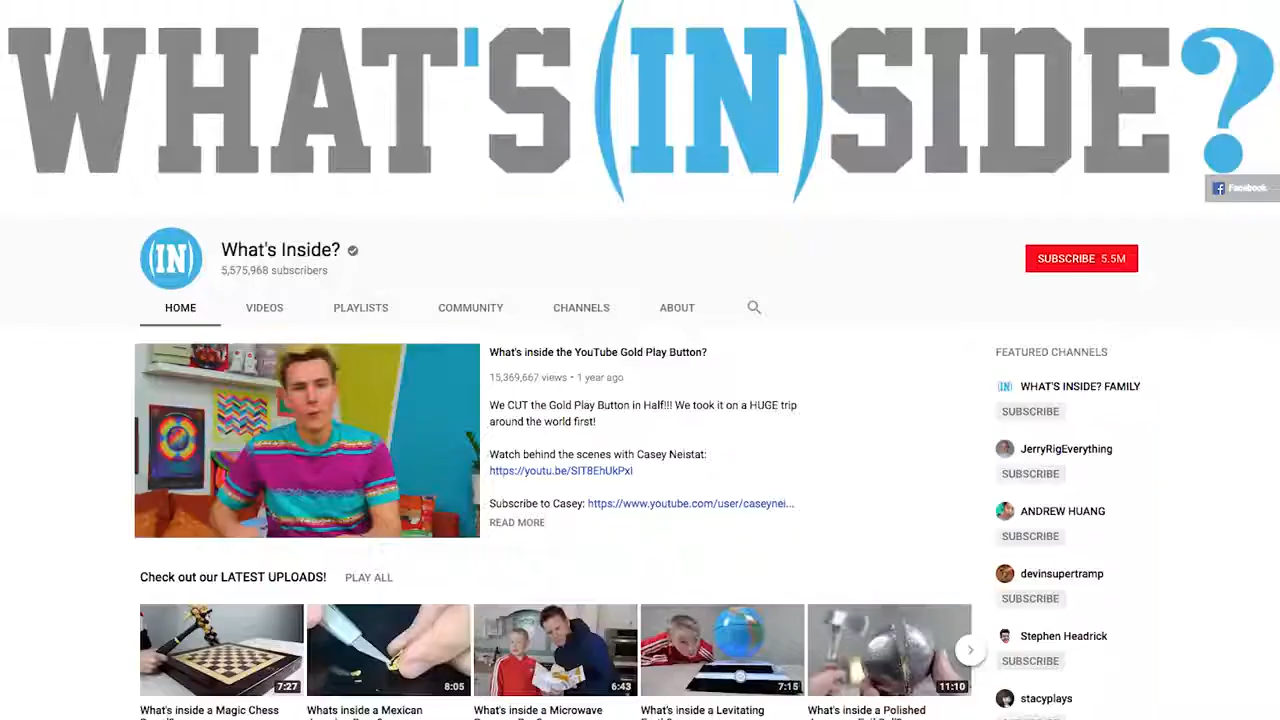 WHAT'S (IN)SIDE?
Facebook
(IN)
What's Inside?
5,575,968 subscribers
SUBSCRIBE 5.5M
HOME VIDEOS PLAYLISTS COMMUNITY CHANNELS ABOUT
What's inside the YouTube Gold Play Button?
15,369,667 views • 1 year ago
We CUT the Gold Play Button in Half!!! We took it on a HUGE trip
around the world first!
Watch behind the scenes with Casey Neistat:
https://youtu.be/SIT8EhUkPxI
Subscribe to Casey: https://www.youtube.com/user/caseynei...
READ MORE
FEATURED CHANNELS
(IN) WHAT'S INSIDE? FAMILY
SUBSCRIBE
JerryRigEverything
SUBSCRIBE
ANDREW HUANG
SUBSCRIBE
devinsupertramp
SUBSCRIBE
Stephen Headrick
SUBSCRIBE
stacyplays
Check out our LATEST UPLOADS! PLAY ALL
7:27
8:05
6:43
7:15
11:10
What's inside a Magic Chess
What's inside a Mexican
What's inside a Microwave
What's inside a Levitating
What's inside a Polished